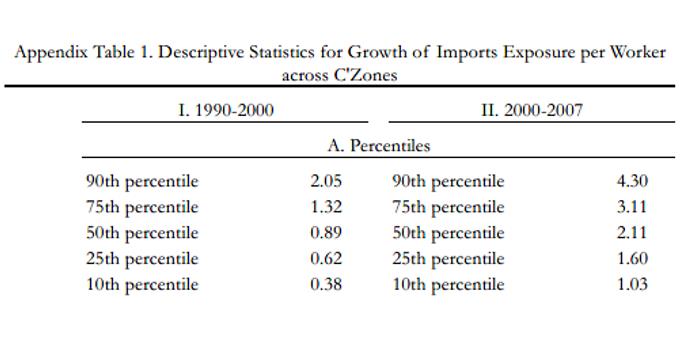 Appendix Table 1. Descriptive Statistics for Growth of Imports Exposure per Worker
across C'Zones
I. 1990-2000 II. 2000-2007
A. Percentiles
90th percentile 2.05 90th percentile 4.30
75th percentile 1.32 75th percentile 3.11
50th percentile 0.89 50th percentile 2.11
25th percentile 0.62 25th percentile 1.60
10th percentile 0.38 10th percentile 1.03